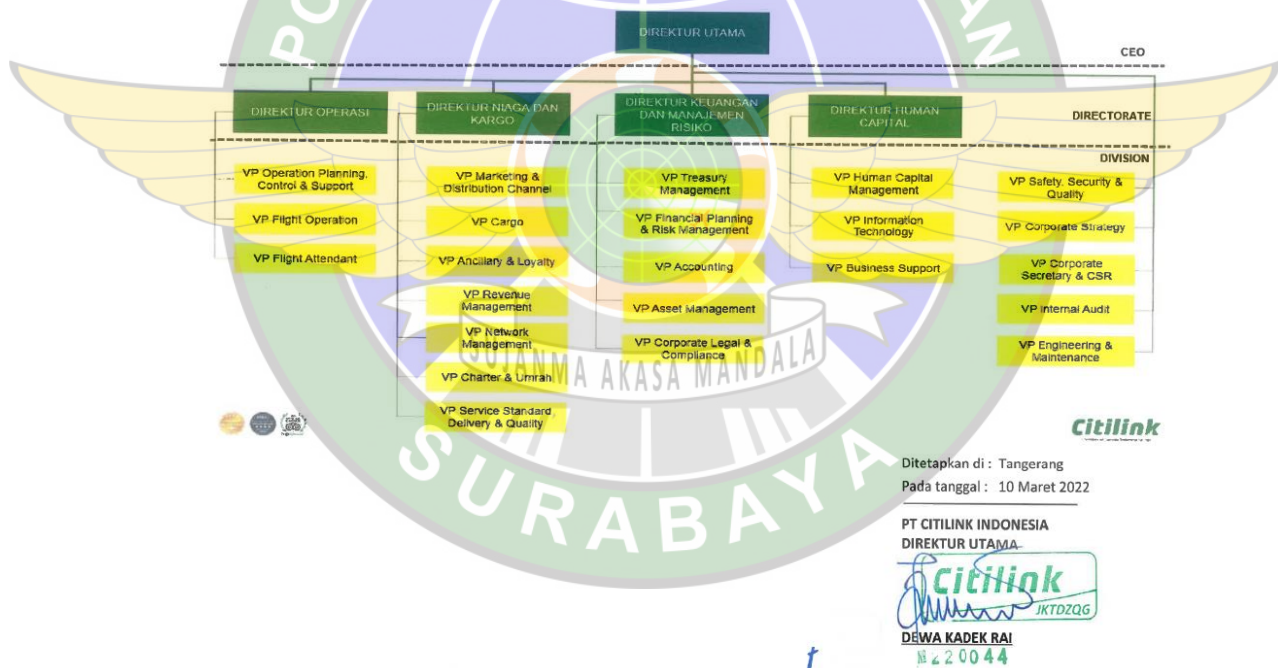 DIREKTUR UTAMA
CEO
DIREKTUR OPERASI
DIREKTUR NIAGA DAN
KARGO
DIREKTUR KEUANGAN
DAN MANAJEMEN
RISIKO
DIREKTUR HUMAN
CAPITAL
DIRECTORATE
DIVISION
VP Operation Planning,
Control & Support
VP Flight Operation
VP Flight Attendant
VP Marketing &
Distribution Channel
VP Cargo
VP Ancillary & Loyalty
VP Revenue
Management
VP Network
Management
VP Charter & Umrah
VP Service Standard,
Delivery & Quality
VP Treasury
Management
VP Financial Planning
& Risk Management
VP Accounting
VP Asset Management
VP Corporate Legal &
Compliance
VP Human Capital
Management
VP Information
Technology
VP Business Support
VP Safety, Security &
Quality
VP Corporate Strategy
VP Corporate
Secretary & CSR
VP Internal Audit
VP Engineering &
Maintenance
AKASA MANDALA
SURABAYA
Citilink
Ditetapkan di : Tangerang
Pada tanggal : 10 Maret 2022
PT CITILINK INDONESIA
DIREKTUR UTAMA
Citilink
JKTDZQG
DEWA KADEK RAI
220044